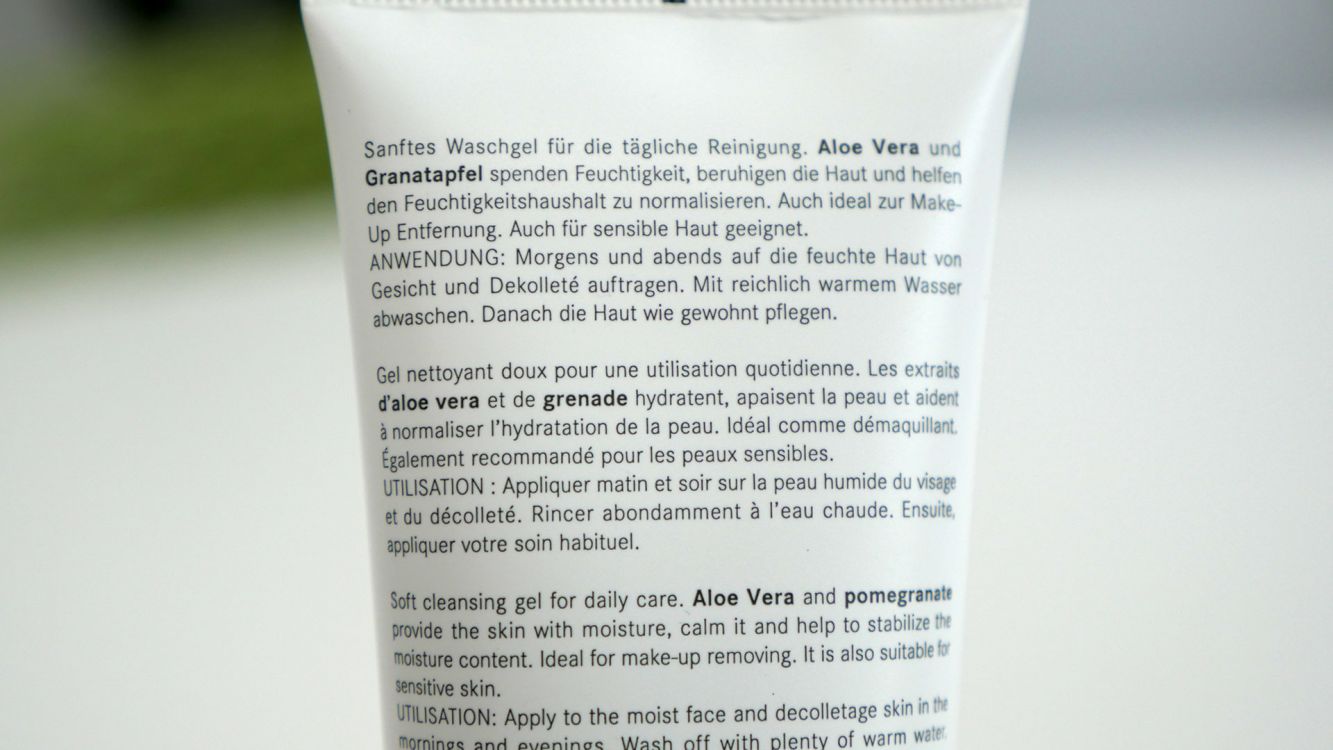 Sanftes Waschgel für die tägliche Reinigung. Aloe Vera und
Granatapfel spenden Feuchtigkeit, beruhigen die Haut und helfen
den Feuchtigkeitshaushalt zu normalisieren. Auch ideal zur Make-
Up Entfernung. Auch für sensible Haut geeignet.
ANWENDUNG: Morgens und abends auf die feuchte Haut von
Gesicht und Dekolleté auftragen. Mit reichlich warmem Wasser
abwaschen. Danach die Haut wie gewohnt pflegen.
Gel nettoyant doux pour une utilisation quotidienne. Les extraits
d'aloe vera et de grenade hydratent, apaisent la peau et aident
à normaliser l'hydratation de la peau. Idéal comme démaquillant.
Également recommandé pour les peaux sensibles.
UTILISATION : Appliquer matin et soir sur la peau humide du visage
et du décolleté. Rincer abondamment à l'eau chaude. Ensuite,
appliquer votre soin habituel.
Soft cleansing gel for daily care. Aloe Vera and pomegranate
provide the skin with moisture, calm it and help to stabilize the
moisture content. Ideal for make-up removing. It is also suitable for
sensitive skin.
UTILISATION: Apply to the moist face and decolletage skin in the
mornings and evenings. Wash off with plenty of warm water.